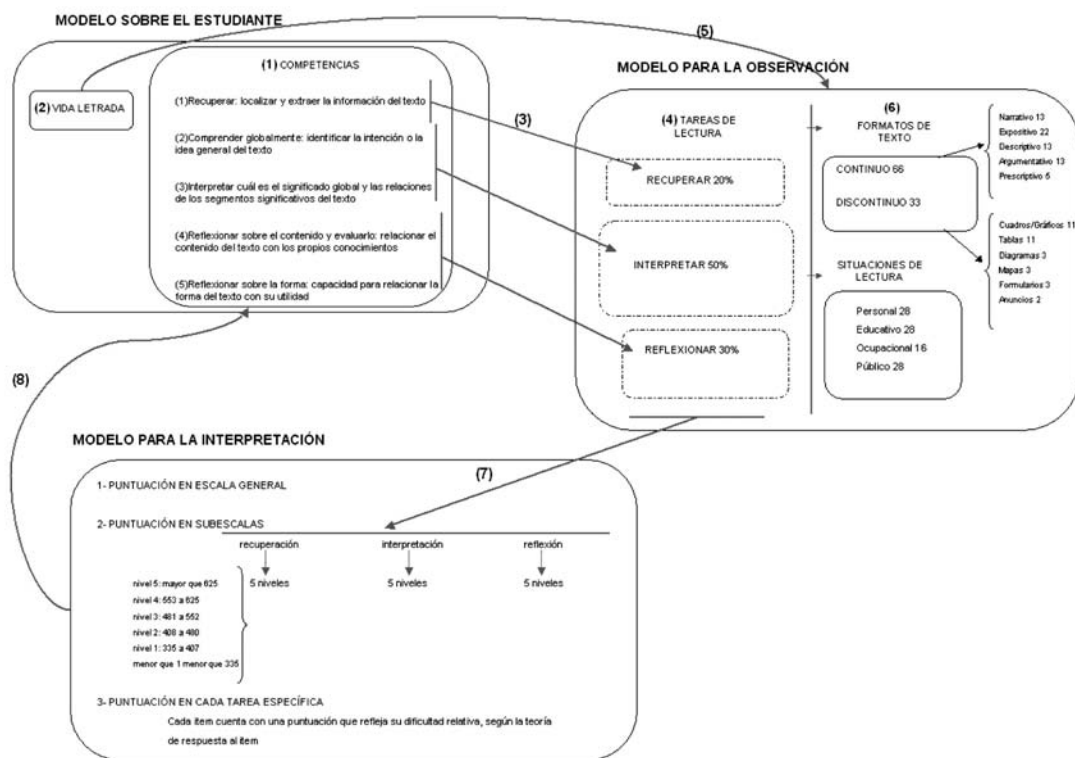 MODELO SOBRE EL ESTUDIANTE
(1) COMPETENCIAS
(2) VIDA LETRADA
(1)Recuperar: localizar y extraer la información del texto
(2)Comprender globalmente: identificar la intención o la
idea general del texto
(3)Interpretar cuál es el significado global y las relaciones
de los segmentos significativos del texto
(4)Reflexionar sobre el contenido y evaluarlo: relacionar el
contenido del texto con los propios conocimientos
(5)Reflexionar sobre la forma: capacidad para relacionar la
forma del texto con su utilidad
(5)
(3)
MODELO PARA LA OBSERVACIÓN
(4) TAREAS DE
LECTURA
RECUPERAR 20%
INTERPRETAR 50%
REFLEXIONAR 30%
(6)
FORMATOS DE
TEXTO
CONTINUO 66
DISCONTINUO 33
Narrativo 13
Expositivo 22
Descriptivo 13
Argumentativo 13
Prescriptivo 5
Cuadros/Gráficos 11
Tablas 11
Diagramas 3
Mapas 3
Formularios 3
Anuncios 2
SITUACIONES DE
LECTURA
Personal 28
Educativo 28
Ocupacional 16
Público 28
(8)
(7)
MODELO PARA LA INTERPRETACIÓN
1- PUNTUACIÓN EN ESCALA GENERAL
2- PUNTUACIÓN EN SUBESCALAS
recuperación interpretación reflexión
5 niveles 5 niveles 5 niveles
nivel 5: mayor que 625
nivel 4: 553 a 625
nivel 3: 481 a 552
nivel 2: 408 a 480
nivel 1: 335 a 407
menor que 1 menor que 335
3- PUNTUACIÓN EN CADA TAREA ESPECÍFICA
Cada item cuenta con una puntuación que refleja su dificultad relativa, según la teoría
de respuesta al item